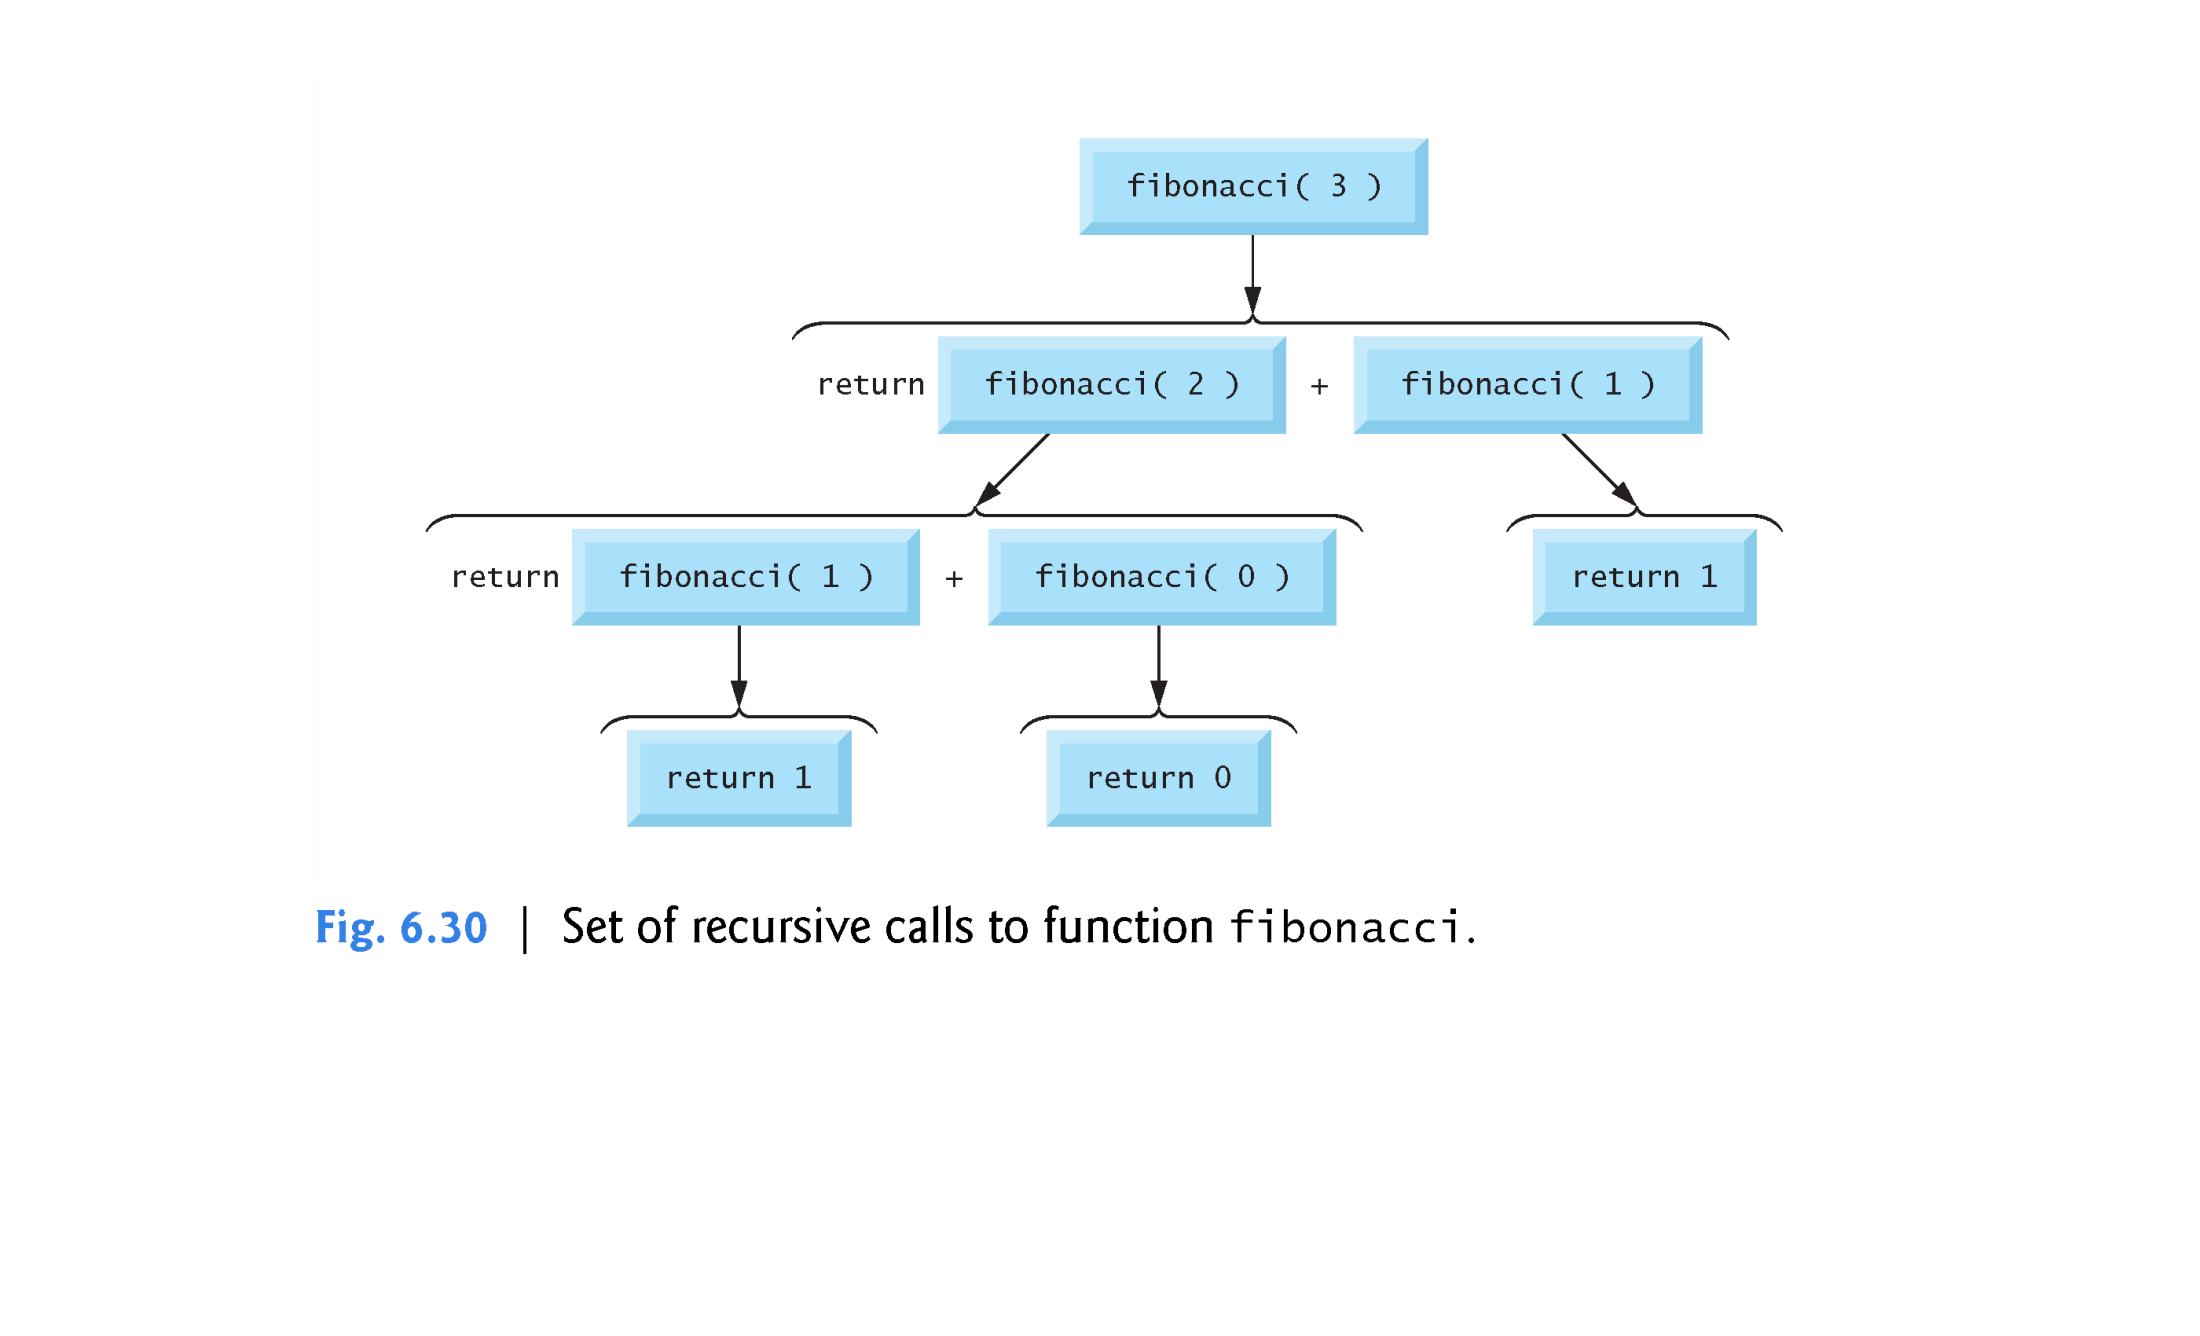 fibonacci( 3 )
return fibonacci( 2 ) + fibonacci( 1 )
return fibonacci( 1 ) + fibonacci( 0 ) return 1
return 1 return 0
Fig. 6.30 | Set of recursive calls to function fibonacci.